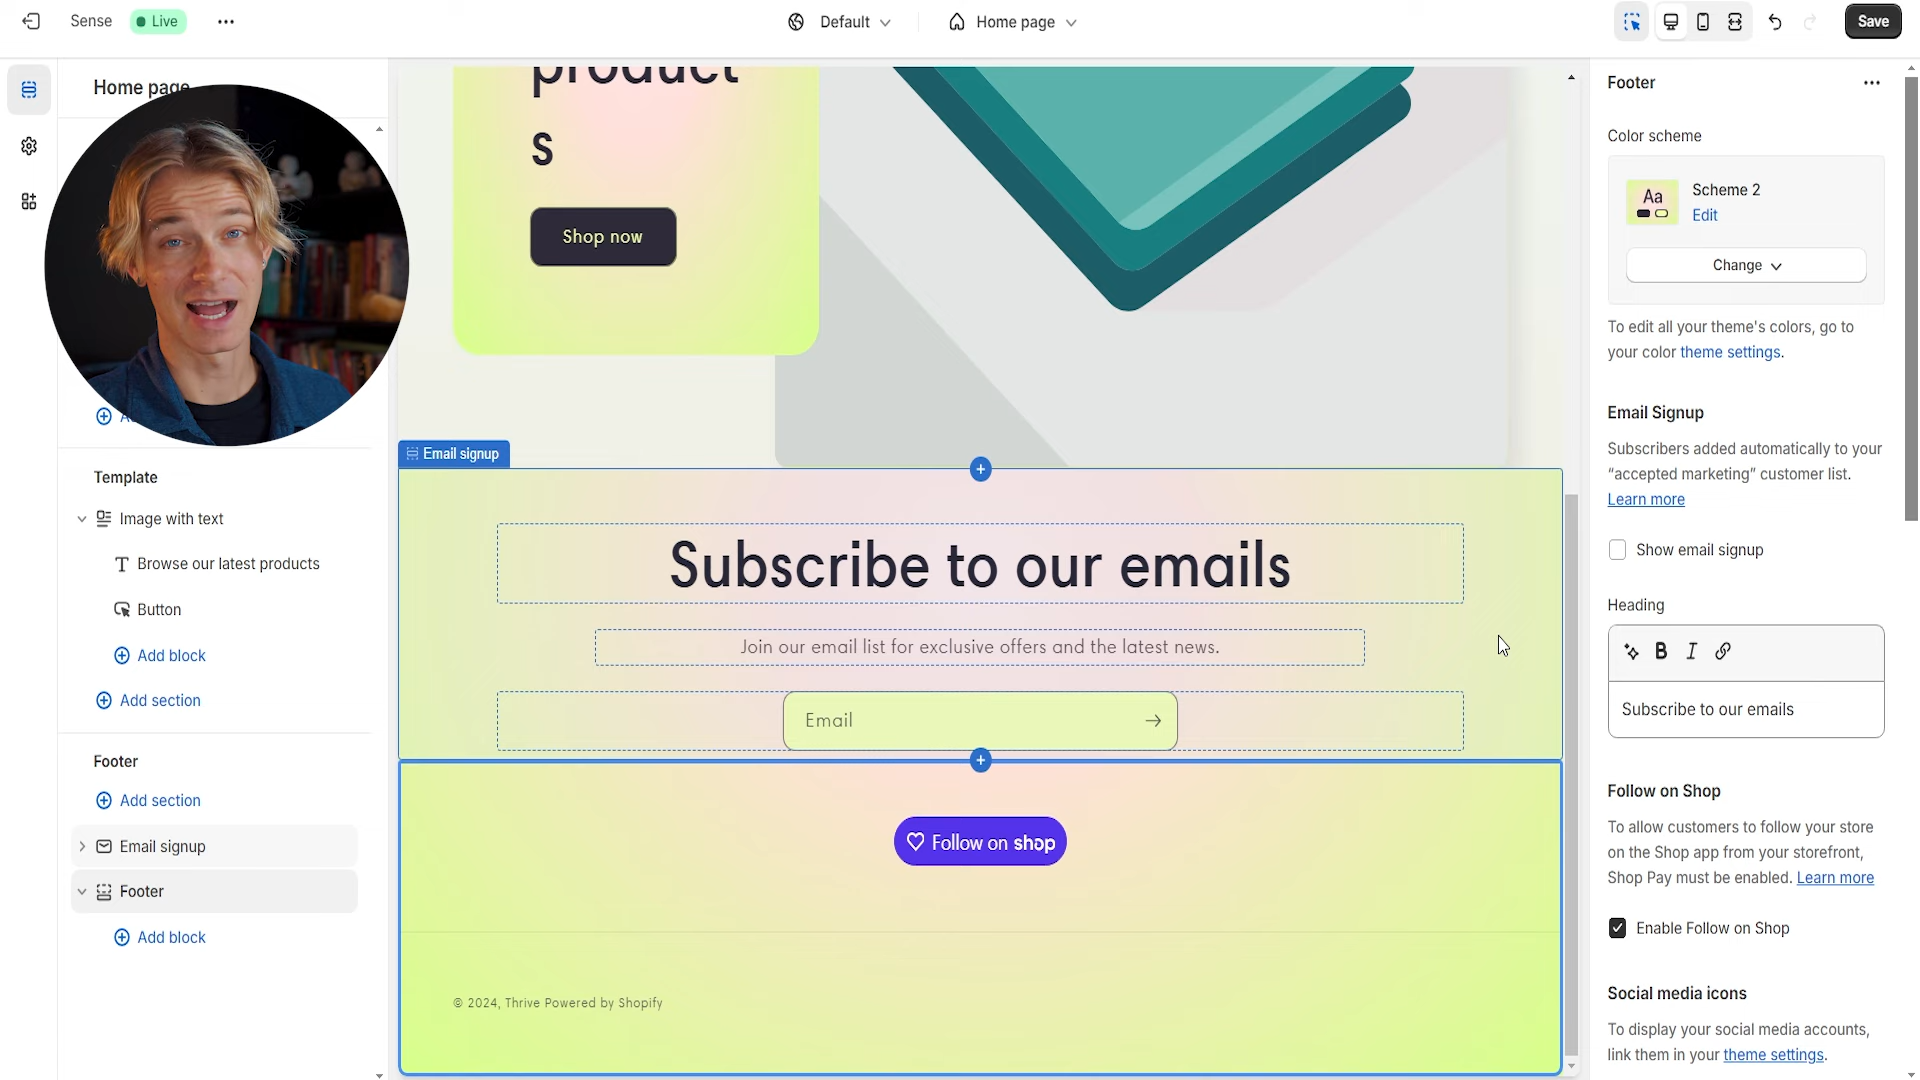 Sense
Live
Default
Home page
Save
Home page
Template
Image with text
Browse our latest products
Button
Add block
Add section
Footer
Add section
Email signup
Footer
Add block
product
s
Shop now
Email signup
Subscribe to our emails
Join our email list for exclusive offers and the latest news.
Email
Follow on shop
© 2024, Thrive Powered by Shopify
Footer
Color scheme
Aa
Scheme 2
Edit
Change
To edit all your theme's colors, go to
your color theme settings.
Email Signup
Subscribers added automatically to your
“accepted marketing” customer list.
Learn more
Show email signup
Heading
B I
Subscribe to our emails
Follow on Shop
To allow customers to follow your store
on the Shop app from your storefront,
Shop Pay must be enabled. Learn more
Enable Follow on Shop
Social media icons
To display your social media accounts,
link them in your theme settings.